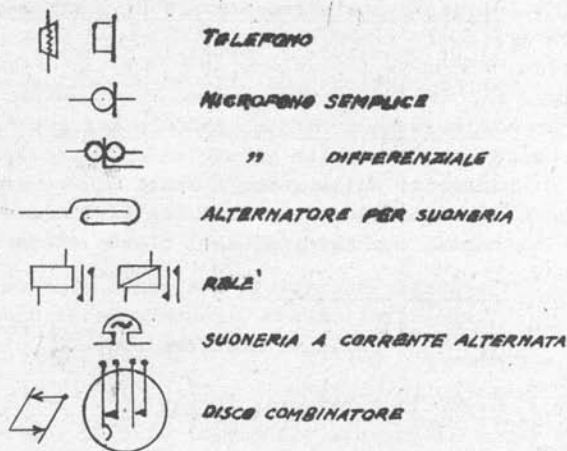 TELEFONO
MICROFONO SEMPLICE
" DIFFERENZIALE
ALTERNATORE PER SUONERIA
RELE'
SUONERIA A CORRENTE ALTERNATA
DISCO COMBINATORE